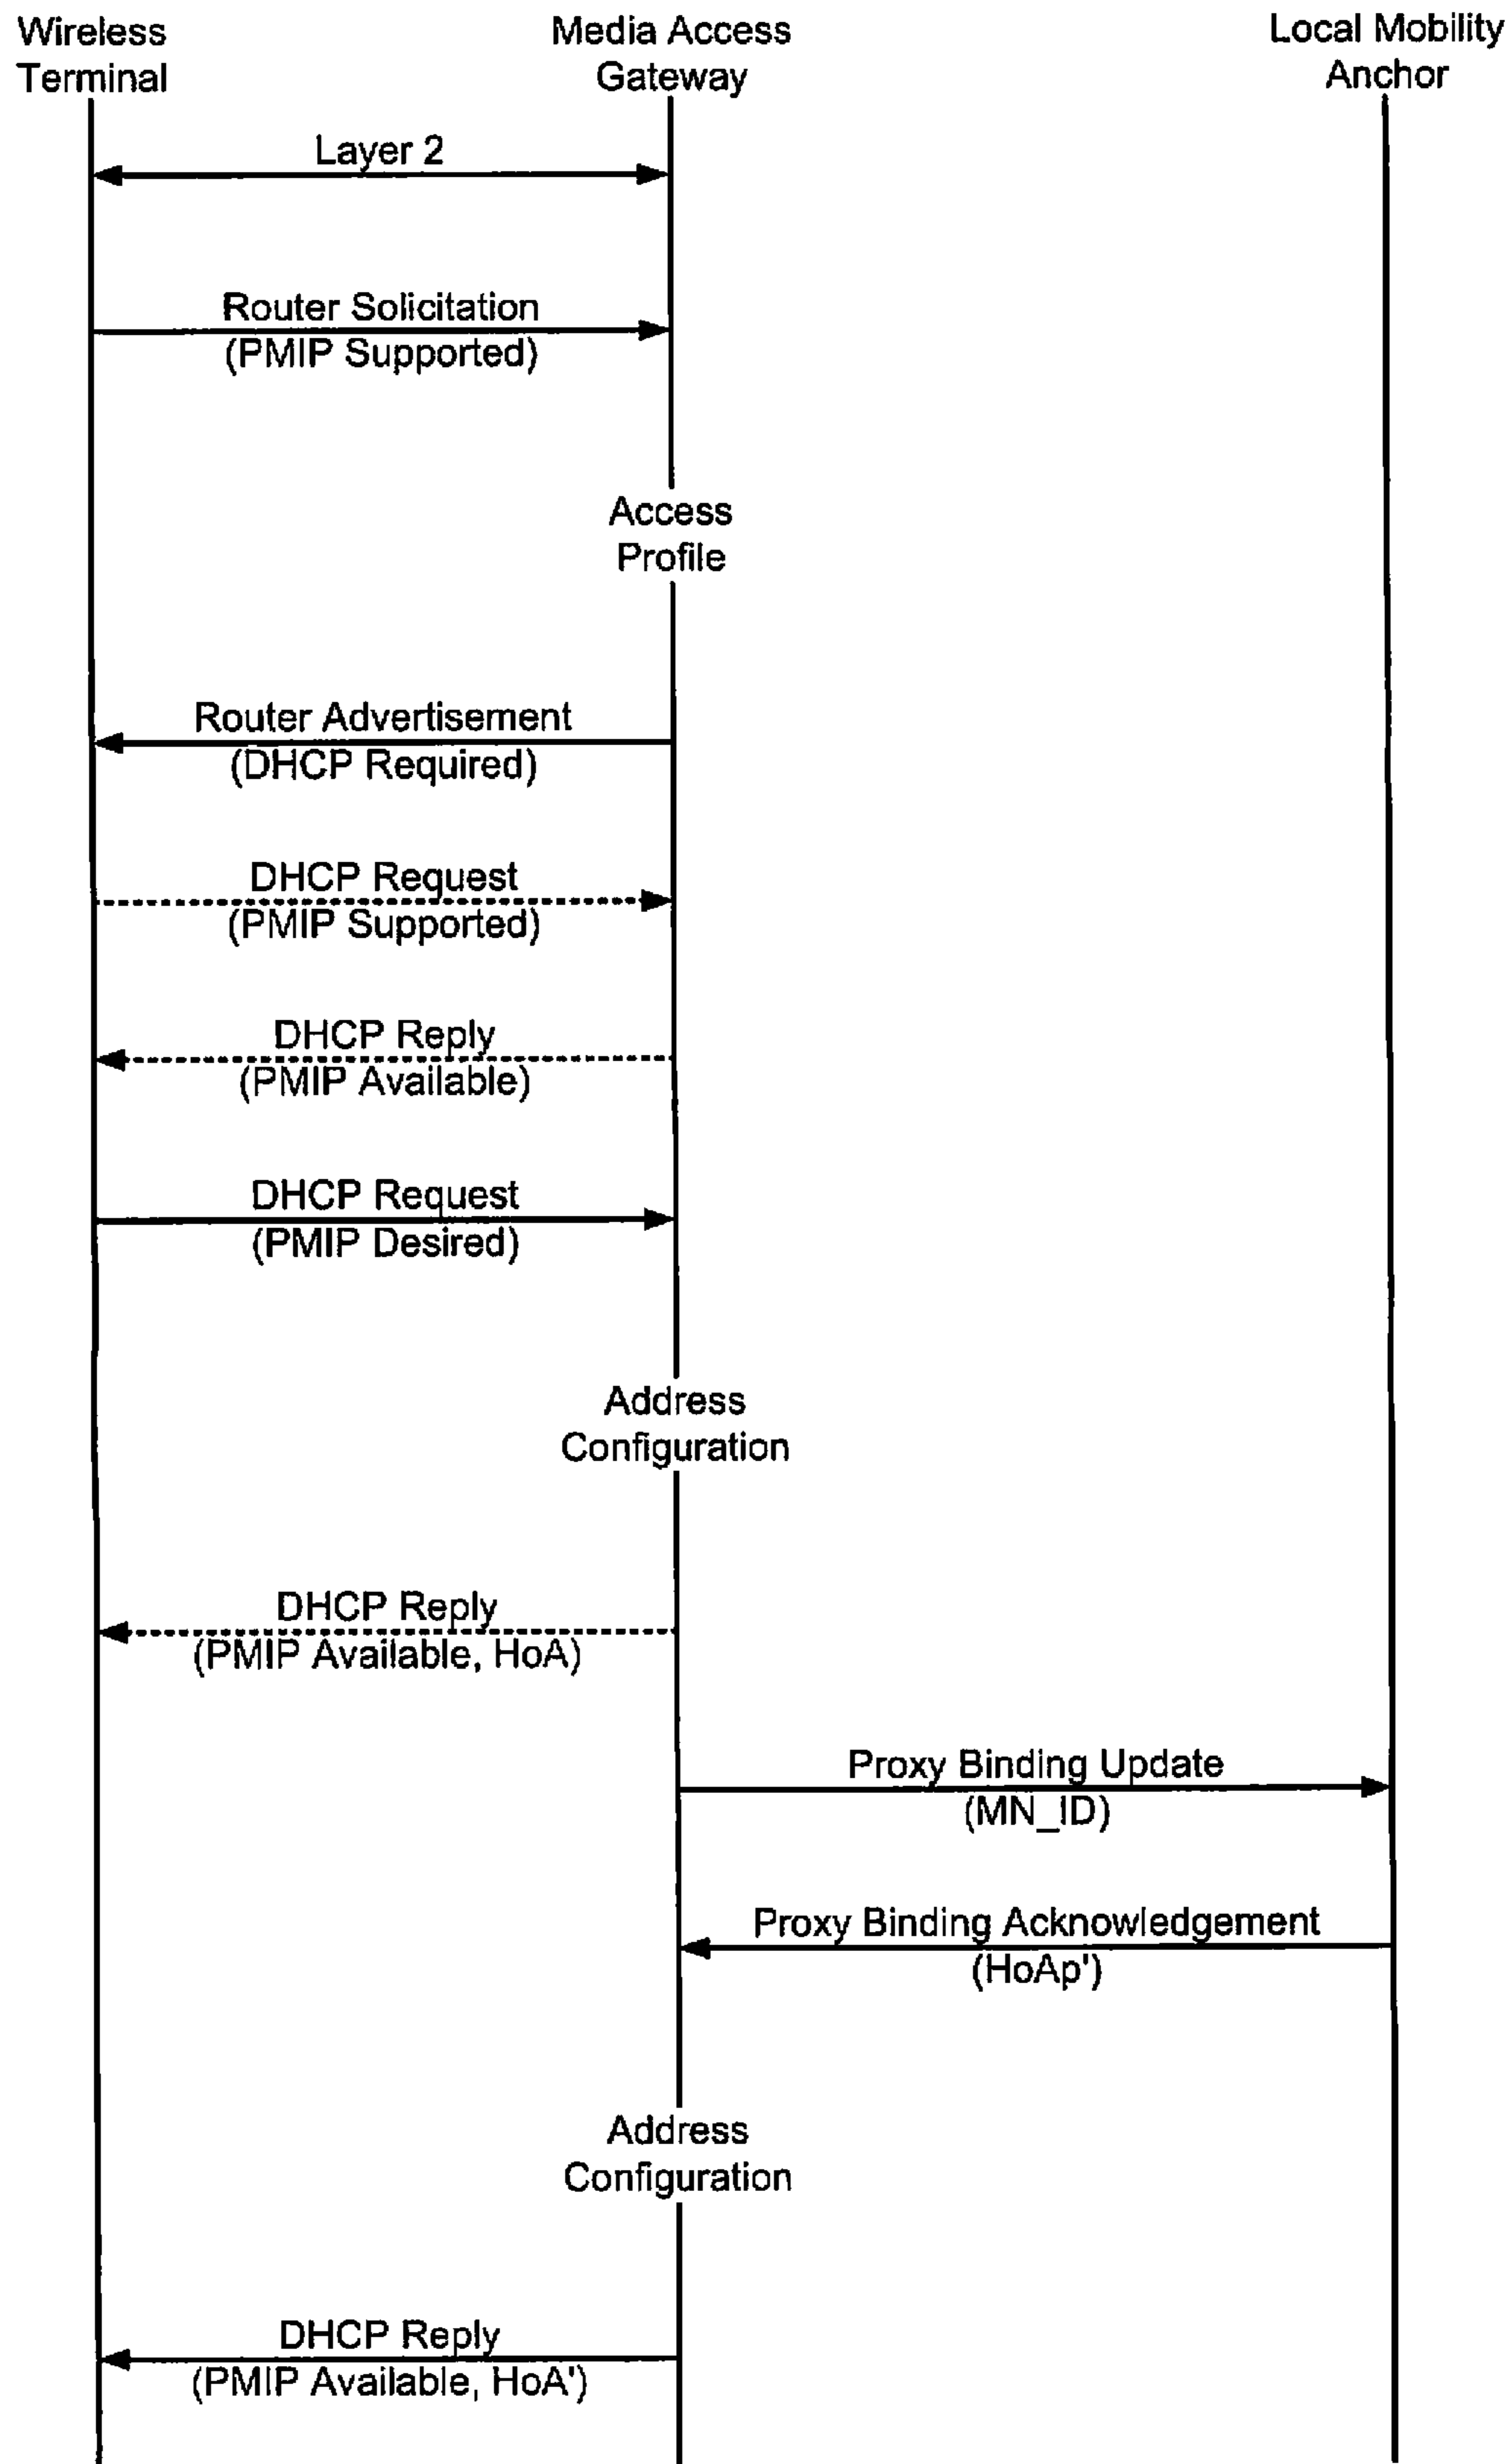 Wireless
Terminal
Media Access
Gateway
Local Mobility
Anchor
Layer 2
Router Solicitation
(PMIP Supported)
Access
Profile
Router Advertisement
(DHCP Required)
DHCP Request
(PMIP Supported)
DHCP Reply
(PMIP Available)
DHCP Request
(PMIP Desired)
Address
Configuration
DHCP Reply
(PMIP Available, HoA)
Proxy Binding Update
(MN_ID)
Proxy Binding Acknowledgement
(HoAp')
Address
Configuration
DHCP Reply
(PMIP Available, HoA')